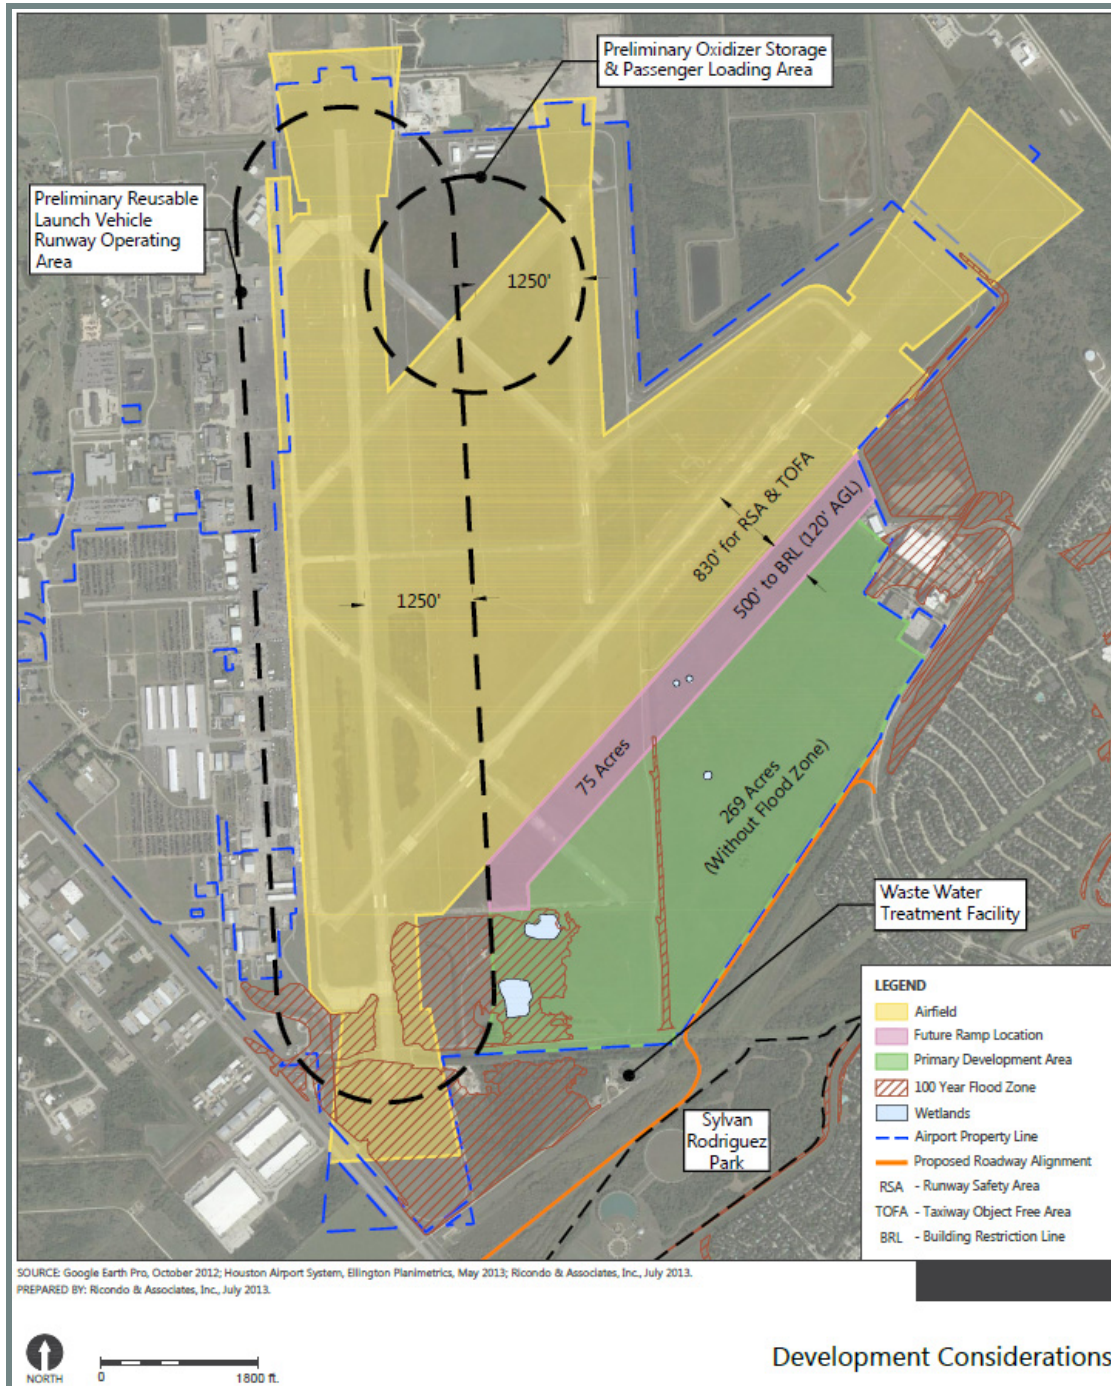 Preliminary Oxidizer Storage
& Passenger Loading Area
Preliminary Reusable
Launch Vehicle
Runway Operating
Area
1250'
830' for RSA & TOFA
500' to BRL (120' AGL)
1250'
75 Acres
269 Acres
(Without Flood Zone)
Waste Water
Treatment Facility
Sylvan
Rodriguez
Park
LEGEND
Airfield
Future Ramp Location
Primary Development Area
100 Year Flood Zone
Wetlands
Airport Property Line
Proposed Roadway Alignment
RSA - Runway Safety Area
TOFA - Taxiway Object Free Area
BRL - Building Restriction Line
SOURCE: Google Earth Pro, October 2012; Houston Airport System, Ellington Planimetrics, May 2013; Ricondo & Associates, Inc., July 2013.
PREPARED BY: Ricondo & Associates, Inc., July 2013.
NORTH
0 1800 ft.
Development Considerations